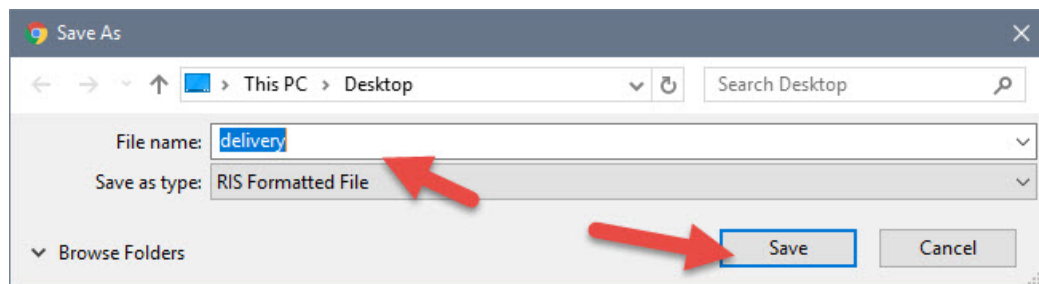 Save As
This PC > Desktop Search Desktop
File name: delivery
Save as type: RIS Formatted File
Browse Folders Save Cancel